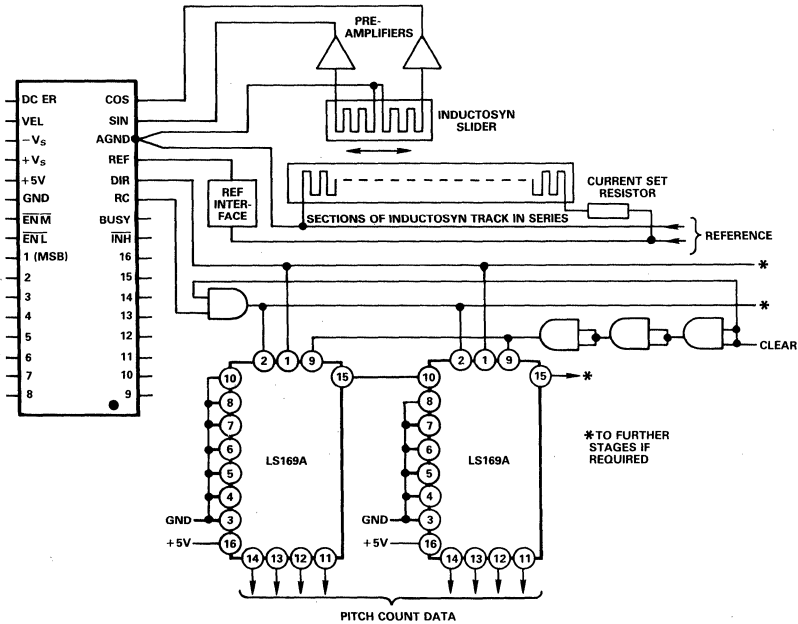 PRE-
AMPLIFIERS
DC ER COS
VEL SIN
−VS AGND
+VS REF
+5V DIR
GND RC
ENM BUSY
ENL INH
1 (MSB) 16
2 15
3 14
4 13
5 12
6 11
7 10
8 9
INDUCTOSYN
SLIDER
REF
INTER-
FACE
CURRENT SET
RESISTOR
SECTIONS OF INDUCTOSYN TRACK IN SERIES
REFERENCE
*
*
CLEAR
2 1 9
10 15
8
7
6
5
4
GND 3
+5V 16
14 13 12 11
LS169A
2 1 9
10 15 *
8
7
6
5
4
GND 3
+5V 16
14 13 12 11
LS169A
*TO FURTHER
STAGES IF
REQUIRED
PITCH COUNT DATA